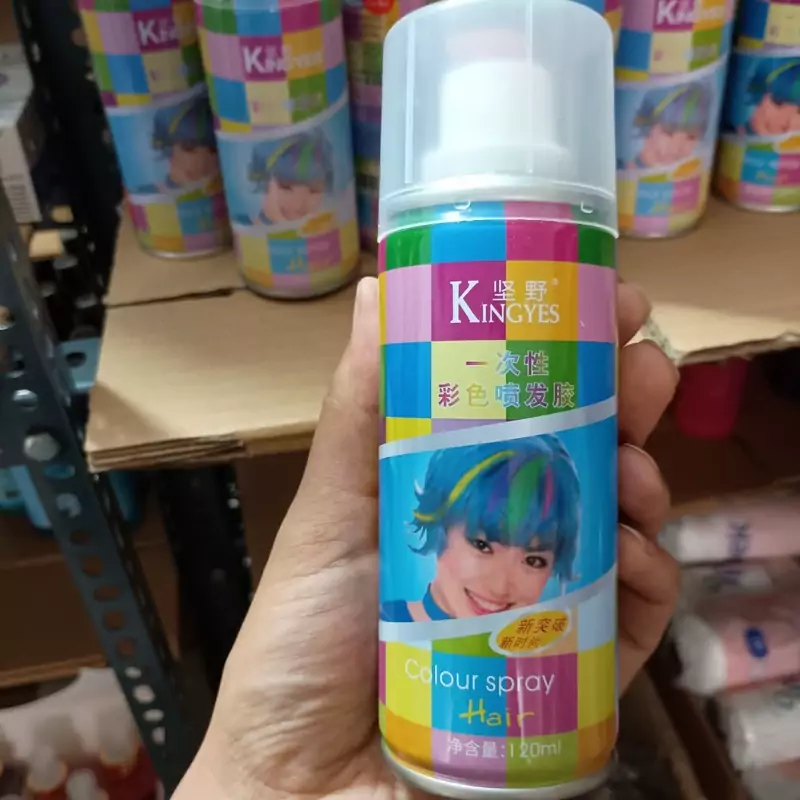 坚野®
KINGYES
一次性
彩色喷发胶
新突破
新时尚
Colour spray
Hair
净含量:120ml